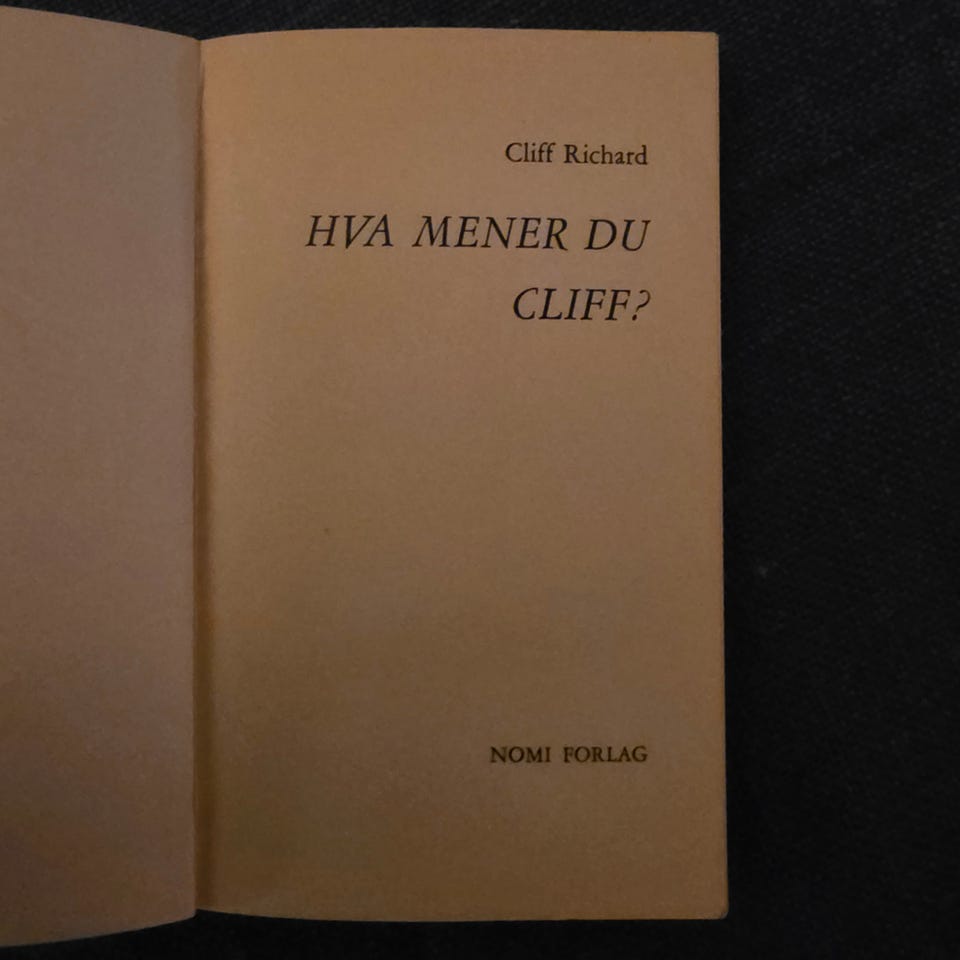 Cliff Richard
HVA MENER DU
CLIFF?
NOMI FORLAG